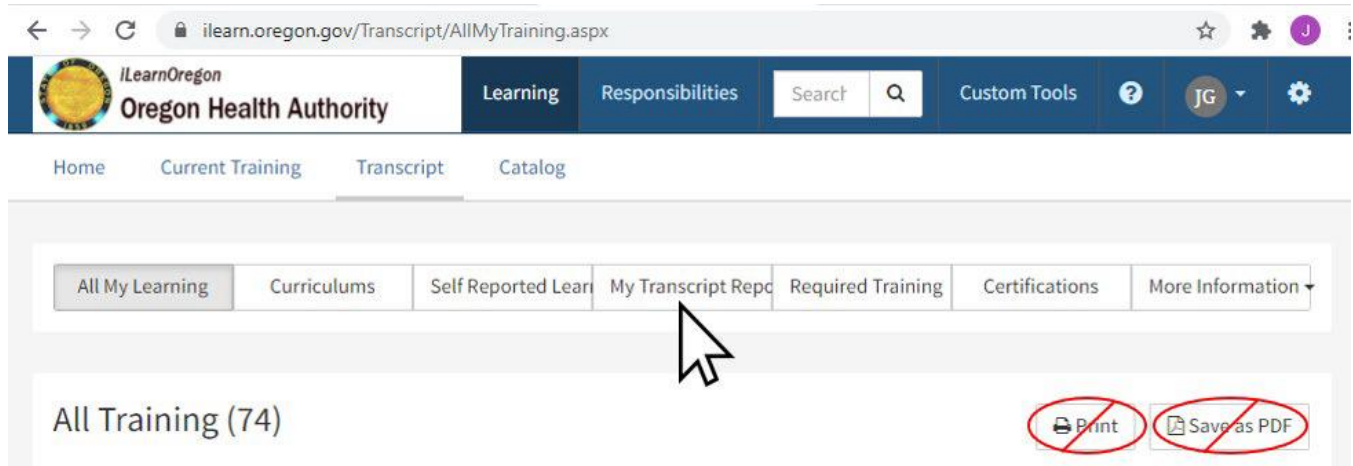 ilearn.oregon.gov/Transcript/AllMyTraining.aspx J
iLearnOregon
Oregon Health Authority Learning Responsibilities Search Custom Tools ? JG
Home Current Training Transcript Catalog
All My Learning Curriculums Self Reported Lear My Transcript Repo Required Training Certifications More Information
All Training (74) Print Save as PDF